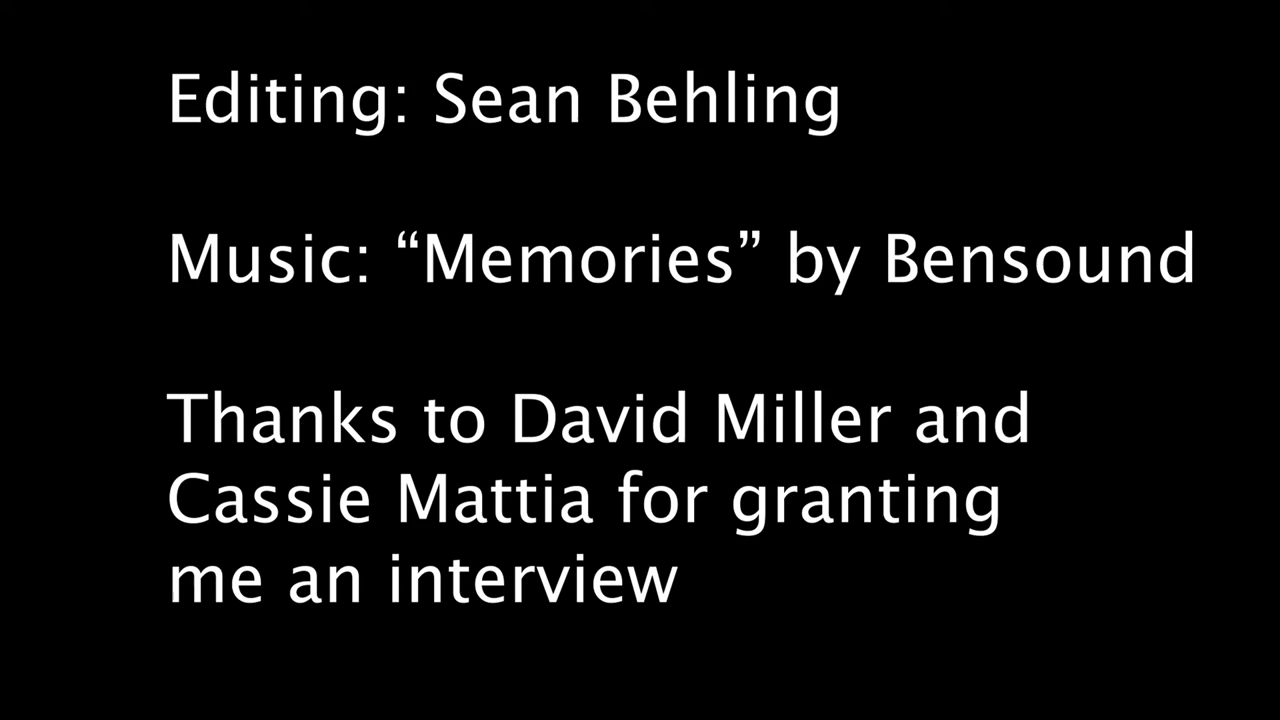 Editing: Sean Behling
Music: “Memories” by Bensound
Thanks to David Miller and
Cassie Mattia for granting
me an interview